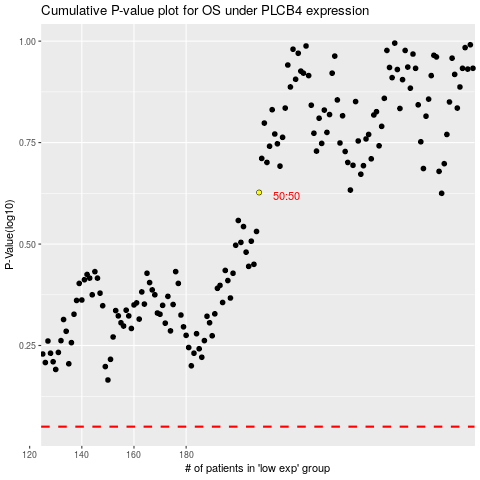 Cumulative P-value plot for OS under PLCB4 expression
1.00
0.75
0.50
0.25
P-Value(log10)
50:50
120 140 160 180
# of patients in 'low exp' group